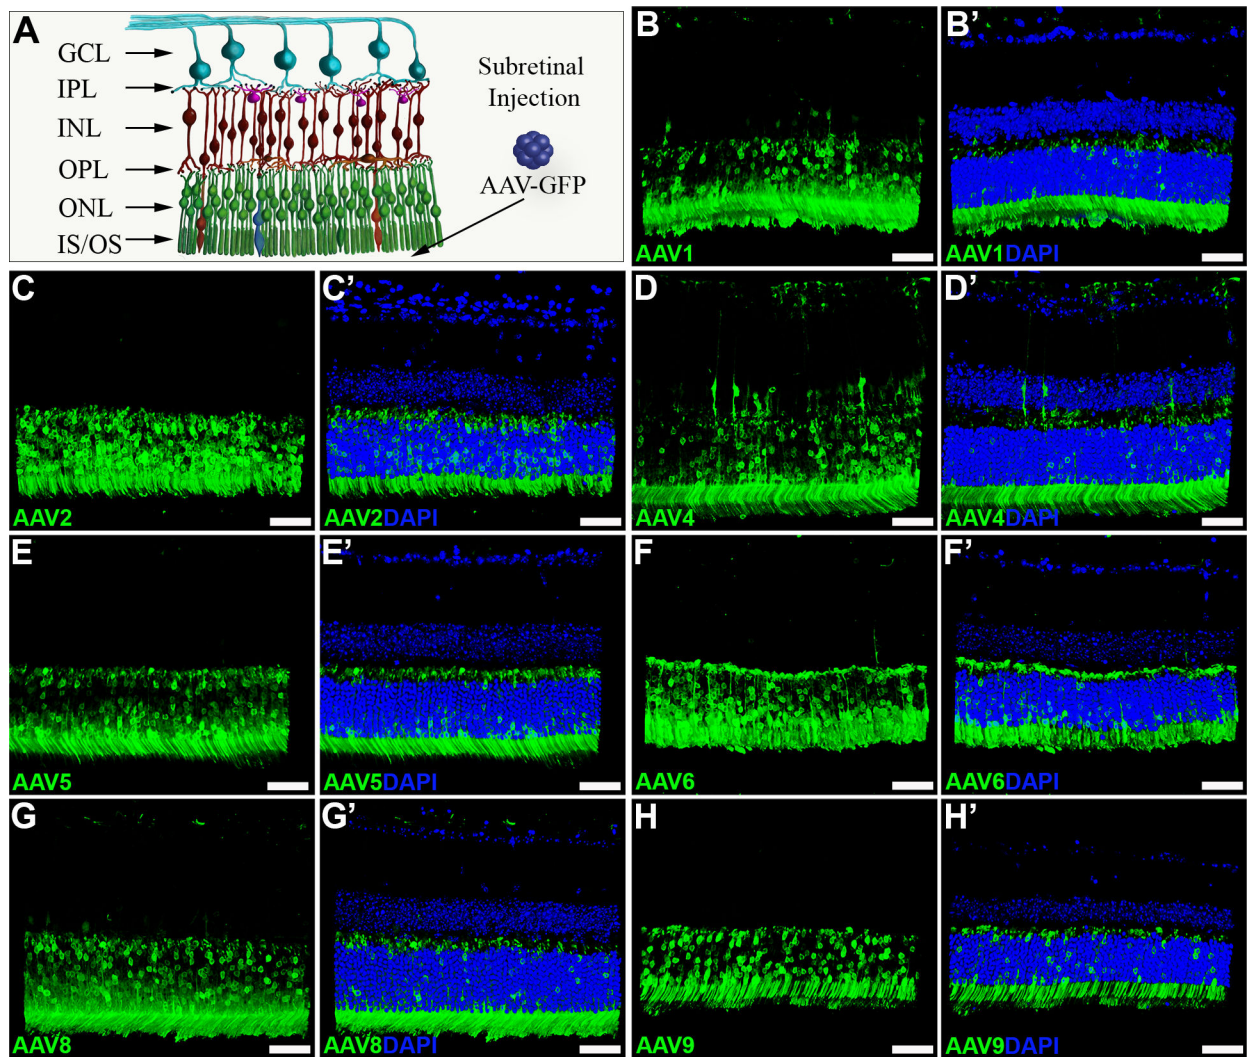 A
GCL
IPL
INL
OPL
ONL
IS/OS
Subretinal
Injection
AAV-GFP
B
AAV1
B’
AAV1DAPI
C
AAV2
C’
AAV2DAPI
D
AAV4
D’
AAV4DAPI
E
AAV5
E’
AAV5DAPI
F
AAV6
F’
AAV6DAPI
G
AAV8
G’
AAV8DAPI
H
AAV9
H’
AAV9DAPI